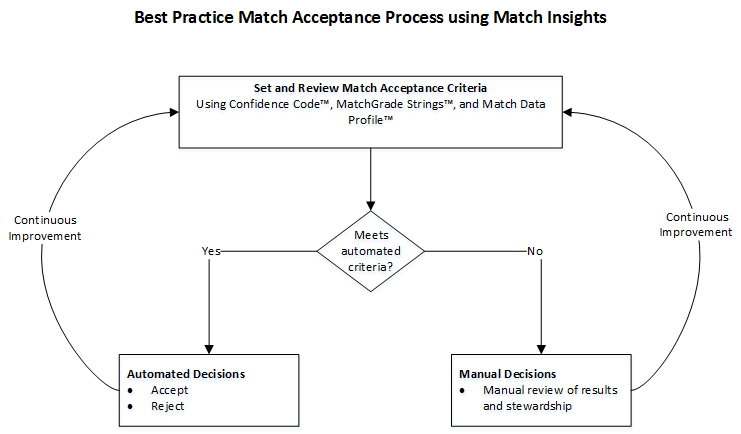 Best Practice Match Acceptance Process using Match Insights
Set and Review Match Acceptance Criteria
Using Confidence Code™, MatchGrade Strings™, and Match Data
Profile™
Continuous
Improvement
Meets
automated
criteria?
Yes
No
Continuous
Improvement
Automated Decisions
● Accept
● Reject
Manual Decisions
● Manual review of results
and stewardship